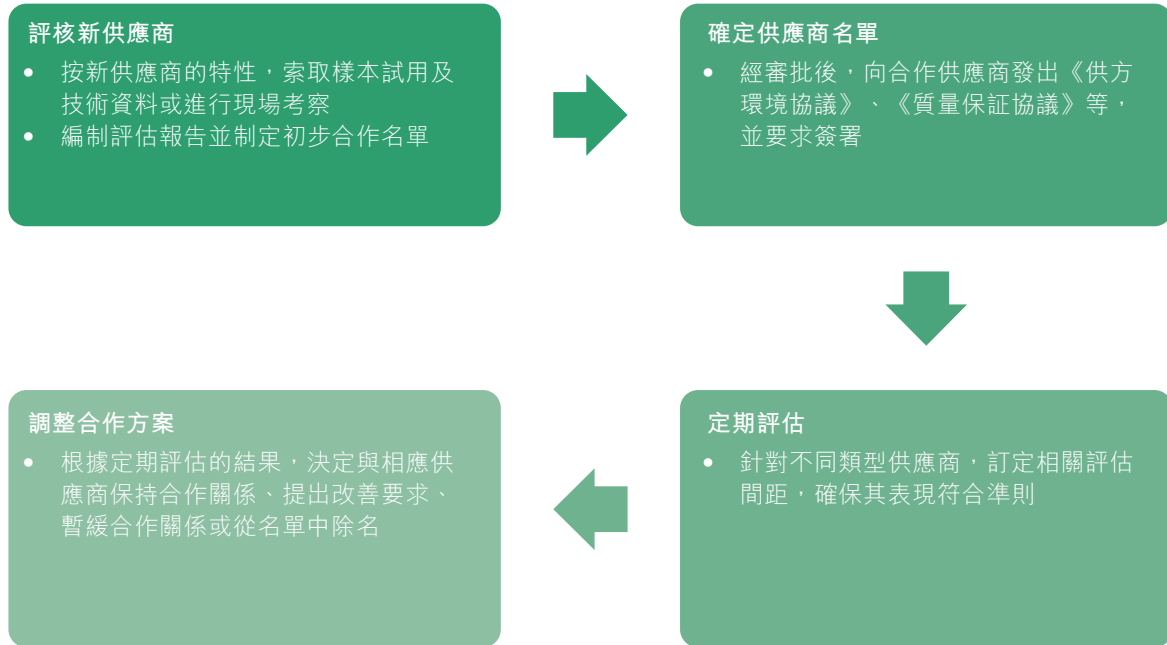 評核新供應商
• 按新供應商的特性，索取樣本試用及
技術資料或進行現場考察
• 編制評估報告並制定初步合作名單
確定供應商名單
• 經審批後，向合作供應商發出《供方
環境協議》、《質量保証協議》等，
並要求簽署
定期評估
• 針對不同類型供應商，訂定相關評估
間距，確保其表現符合準則
調整合作方案
• 根據定期評估的結果，決定與相應供
應商保持合作關係、提出改善要求、
暫緩合作關係或從名單中除名